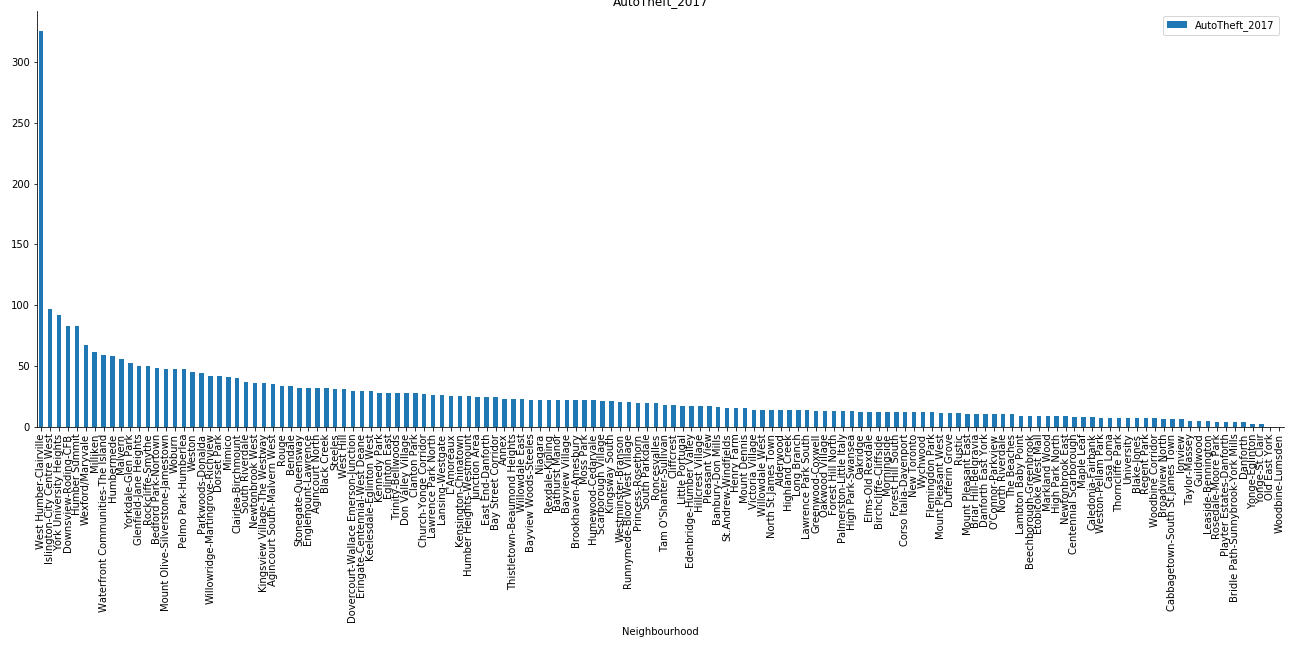 AutoTheft_2017
AutoTheft_2017
300
250
200
150
100
50
0
West Humber-Clairville
Islington-City Centre West
York University Heights
Downsview-Roding-CFB
Humber Summit
Wexford/Maryvale
Milliken
Waterfront Communities-The Island
Humbermede
Malvern
Yorkdale-Glen Park
Glenfield-Jane Heights
Rockcliffe-Smythe
Bedford Park-Nortown
Mount Olive-Silverstone-Jamestown
Woburn
Pelmo Park-Humberlea
Weston
Parkwoods-Donalda
Willowridge-Martingrove-Richview
Dorset Park
Mimico
Clairlea-Birchmount
South Riverdale
Newtonbrook West
Kingsview Village-The Westway
Agincourt South-Malvern West
Rouge
Bendale
Stonegate-Queensway
Englemount-Lawrence
Agincourt North
Black Creek
Steeles
West Hill
Dovercourt-Wallace Emerson-Junction
Eringate-Centennial-West Deane
Keelesdale-Eglinton West
Kennedy Park
Eglinton East
Trinity-Bellwoods
Don Valley Village
Clanton Park
Church-Yonge Corridor
Lawrence Park North
Lansing-Westgate
L'Amoreaux
Kensington-Chinatown
Humber Heights-Westmount
Ionview
East End-Danforth
Bay Street Corridor
Annex
Thistletown-Beaumond Heights
Willowdale East
Bayview Woods-Steeles
Niagara
Rexdale-Kipling
Bathurst Manor
Bayview Village
Brookhaven-Amesbury
Moss Park
Humewood-Cedarvale
Scarborough Village
Kingsway South
Westminster-Branson
Runnymede-Bloor West Village
Princess-Rosethorn
South Parkdale
Roncesvalles
Tam O'Shanter-Sullivan
Cliffcrest
Little Portugal
Edenbridge-Humber Valley
Hillcrest Village
Pleasant View
Banbury-Don Mills
St.Andrew-Windfields
Henry Farm
Mount Dennis
Victoria Village
Willowdale West
North St.James Town
Alderwood
Highland Creek
Long Branch
Lawrence Park South
Greenwood-Coxwell
Oakwood Village
Forest Hill North
Palmerston-Little Italy
High Park-Swansea
Oakridge
Elms-Old Rexdale
Birchcliffe-Cliffside
Morningside
Forest Hill South
Corso Italia-Davenport
New Toronto
Wychwood
Flemingdon Park
Mount Pleasant West
Dufferin Grove
Rustic
Mount Pleasant East
Briar Hill-Belgravia
Danforth East York
O'Connor-Parkview
North Riverdale
The Beaches
Lambton Baby Point
Beechborough-Greenbrook
Etobicoke West Mall
Markland Wood
High Park North
Newtonbrook East
Centennial Scarborough
Maple Leaf
Caledonia-Fairbank
Weston-Pellam Park
Casa Loma
Thorncliffe Park
University
Blake-Jones
Regent Park
Woodbine Corridor
Broadview North
Cabbagetown-South St.James Town
Taylor-Massey
Guildwood
Leaside-Bennington
Rosedale-Moore Park
Playter Estates-Danforth
Bridle Path-Sunnybrook-York Mills
Danforth
Yonge-Eglinton
Yonge-St.Clair
Old East York
Woodbine-Lumsden
Neighbourhood